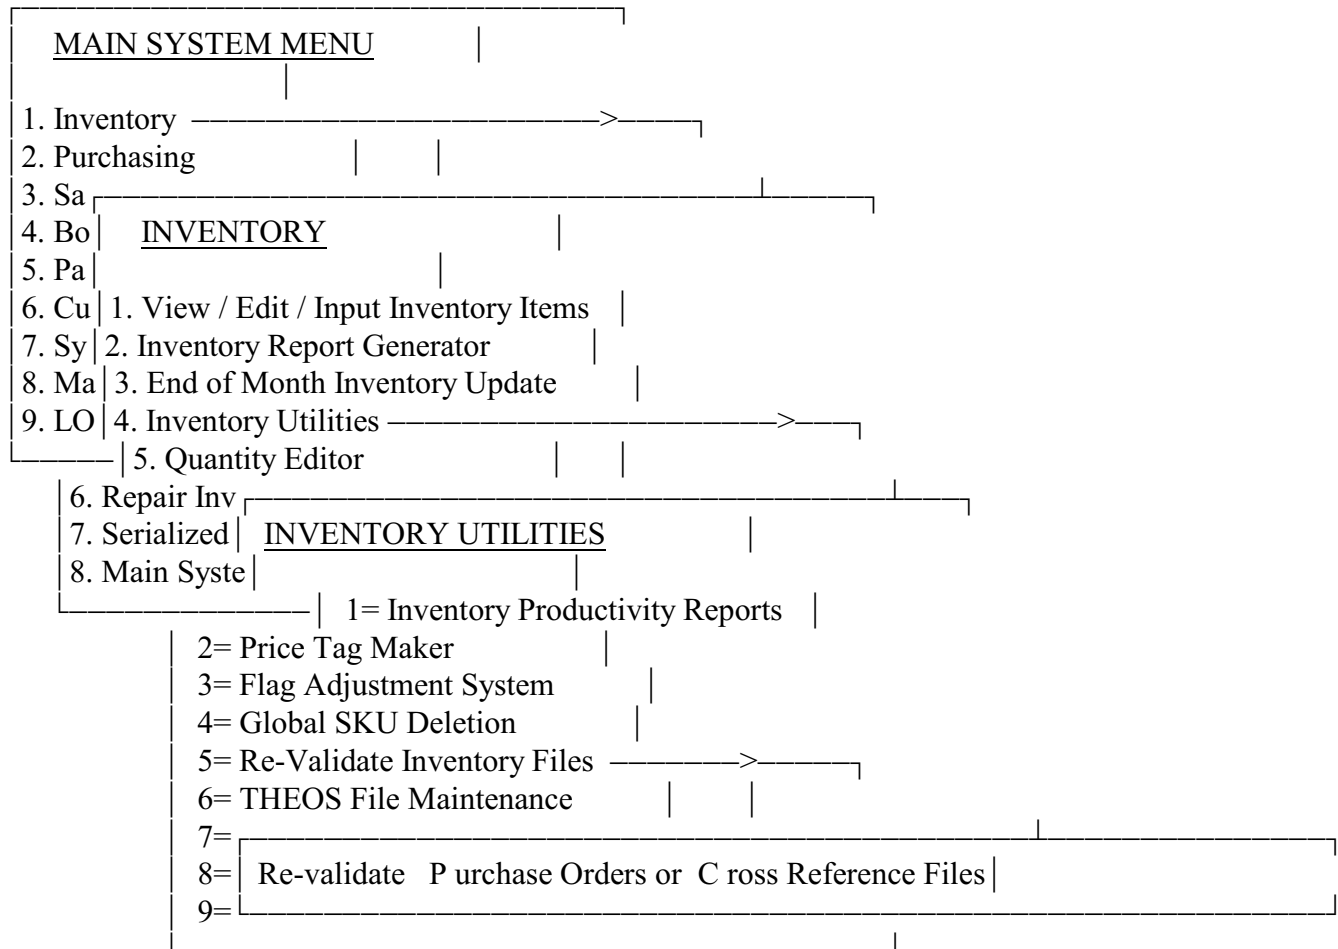 MAIN SYSTEM MENU
1. Inventory ──────────────────────>────┐
2. Purchasing
3. Sa
4. Bo INVENTORY
5. Pa
6. Cu 1. View / Edit / Input Inventory Items
7. Sy 2. Inventory Report Generator
8. Ma 3. End of Month Inventory Update
9. LO 4. Inventory Utilities ─────────────────────>───┐
5. Quantity Editor
6. Repair Inv
7. Serialized INVENTORY UTILITIES
8. Main Syste
1= Inventory Productivity Reports
2= Price Tag Maker
3= Flag Adjustment System
4= Global SKU Deletion
5= Re-Validate Inventory Files ───────>─────┐
6= THEOS File Maintenance
7=
8= Re-validate P urchase Orders or C ross Reference Files
9=